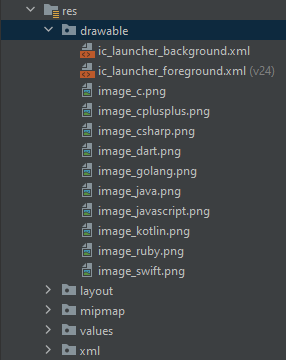 res
drawable
ic_launcher_background.xml
ic_launcher_foreground.xml (v24)
image_c.png
image_cplusplus.png
image_csharp.png
image_dart.png
image_golang.png
image_java.png
image_javascript.png
image_kotlin.png
image_ruby.png
image_swift.png
layout
mipmap
values
xml